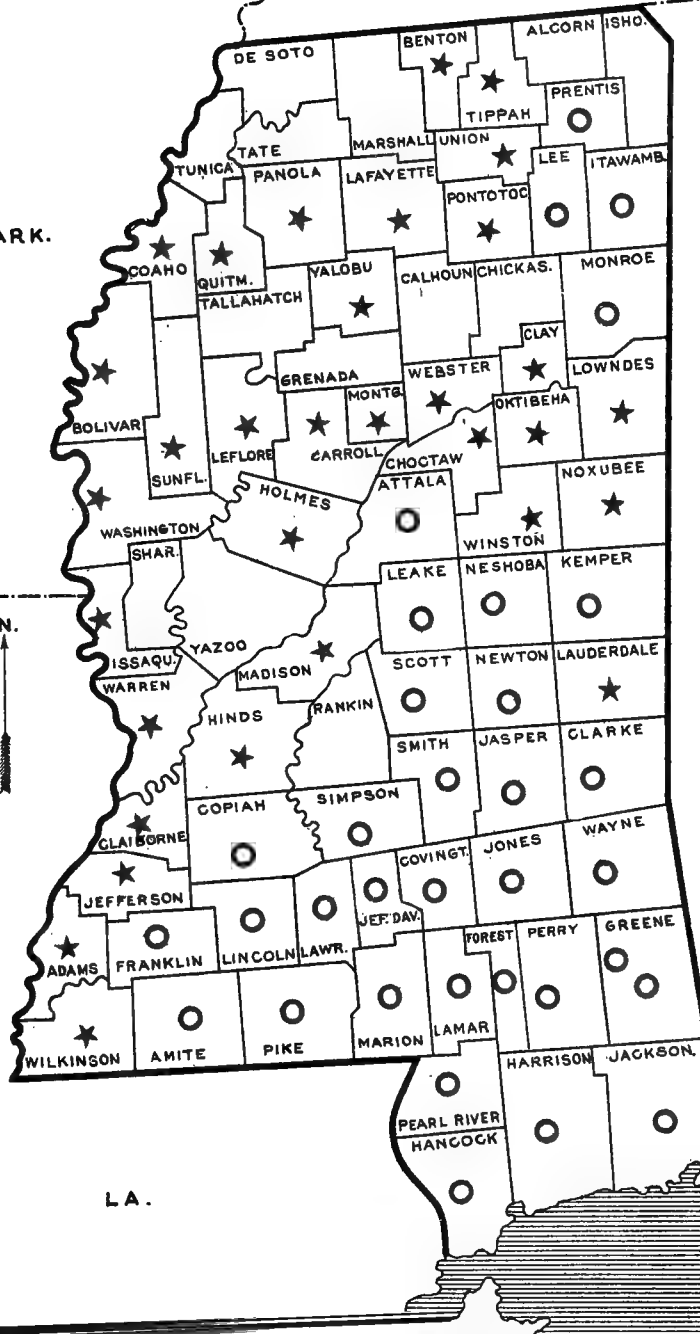 ISHO.
ALCORN
BENTON
DE SOTO
PRENTIS
TIPPAH
MARSHALL
UNION
TATE
LEE
ITAWAMB.
TUNICA
PANOLA
LAFAYETTE
PONTOTOC
ARK.
MONROE
COAHO
QUITM.
YALOBU
CALHOUN
CHICKAS.
TALLAHATCH
CLAY
LOWNDES
GRENADA
WEBSTER
MONTG.
OKTIBEHA
BOLIVAR
SUNFL.
LEFLORE
CARROLL
CHOCTAW
NOXUBEE
HOLMES
ATTALA
WASHINGTON
WINSTON
SHAR.
LEAKE
NESHOBA
KEMPER
N.
ISSAQU.
YAZOO
MADISON
SCOTT
NEWTON
LAUDERDALE
WARREN
HINDS
RANKIN
SMITH
JASPER
CLARKE
COPIAH
SIMPSON
CLAIBORNE
COVINGT.
JONES
WAYNE
JEFFERSON
JEF. DAV.
ADAMS
FRANKLIN
LINCOLN
LAWR.
FOREST
PERRY
GREENE
WILKINSON
AMITE
PIKE
MARION
LAMAR
HARRISON
JACKSON.
PEARL RIVER
HANCOCK
LA.